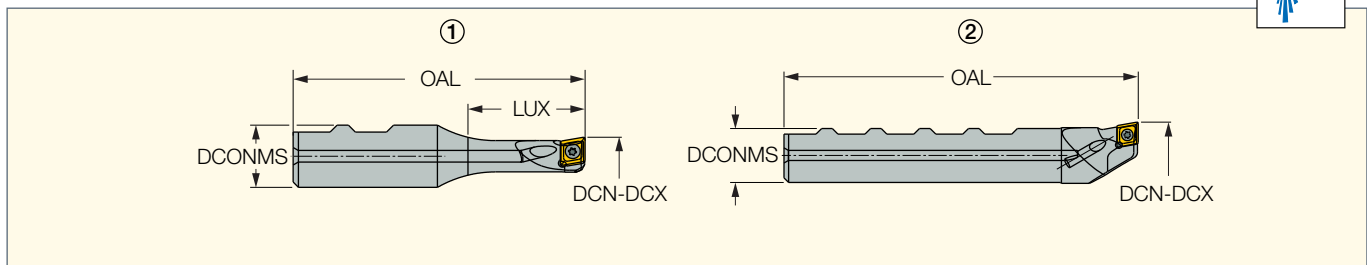 ① ②
OAL OAL
LUX
DCONMS DCONMS
DCN-DCX DCN-DCX